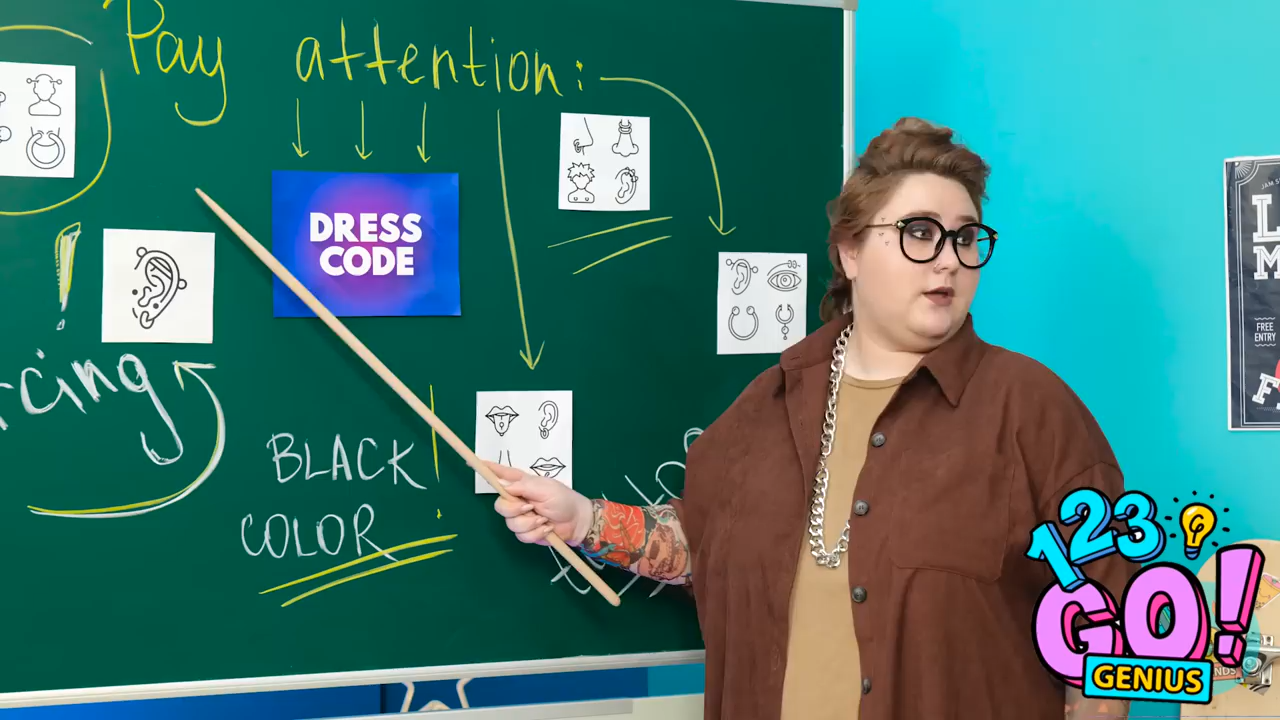 Pay attention:
DRESS
CODE
rcing
BLACK
COLOR
!
FREE
ENTRY
123
GO!
GENIUS